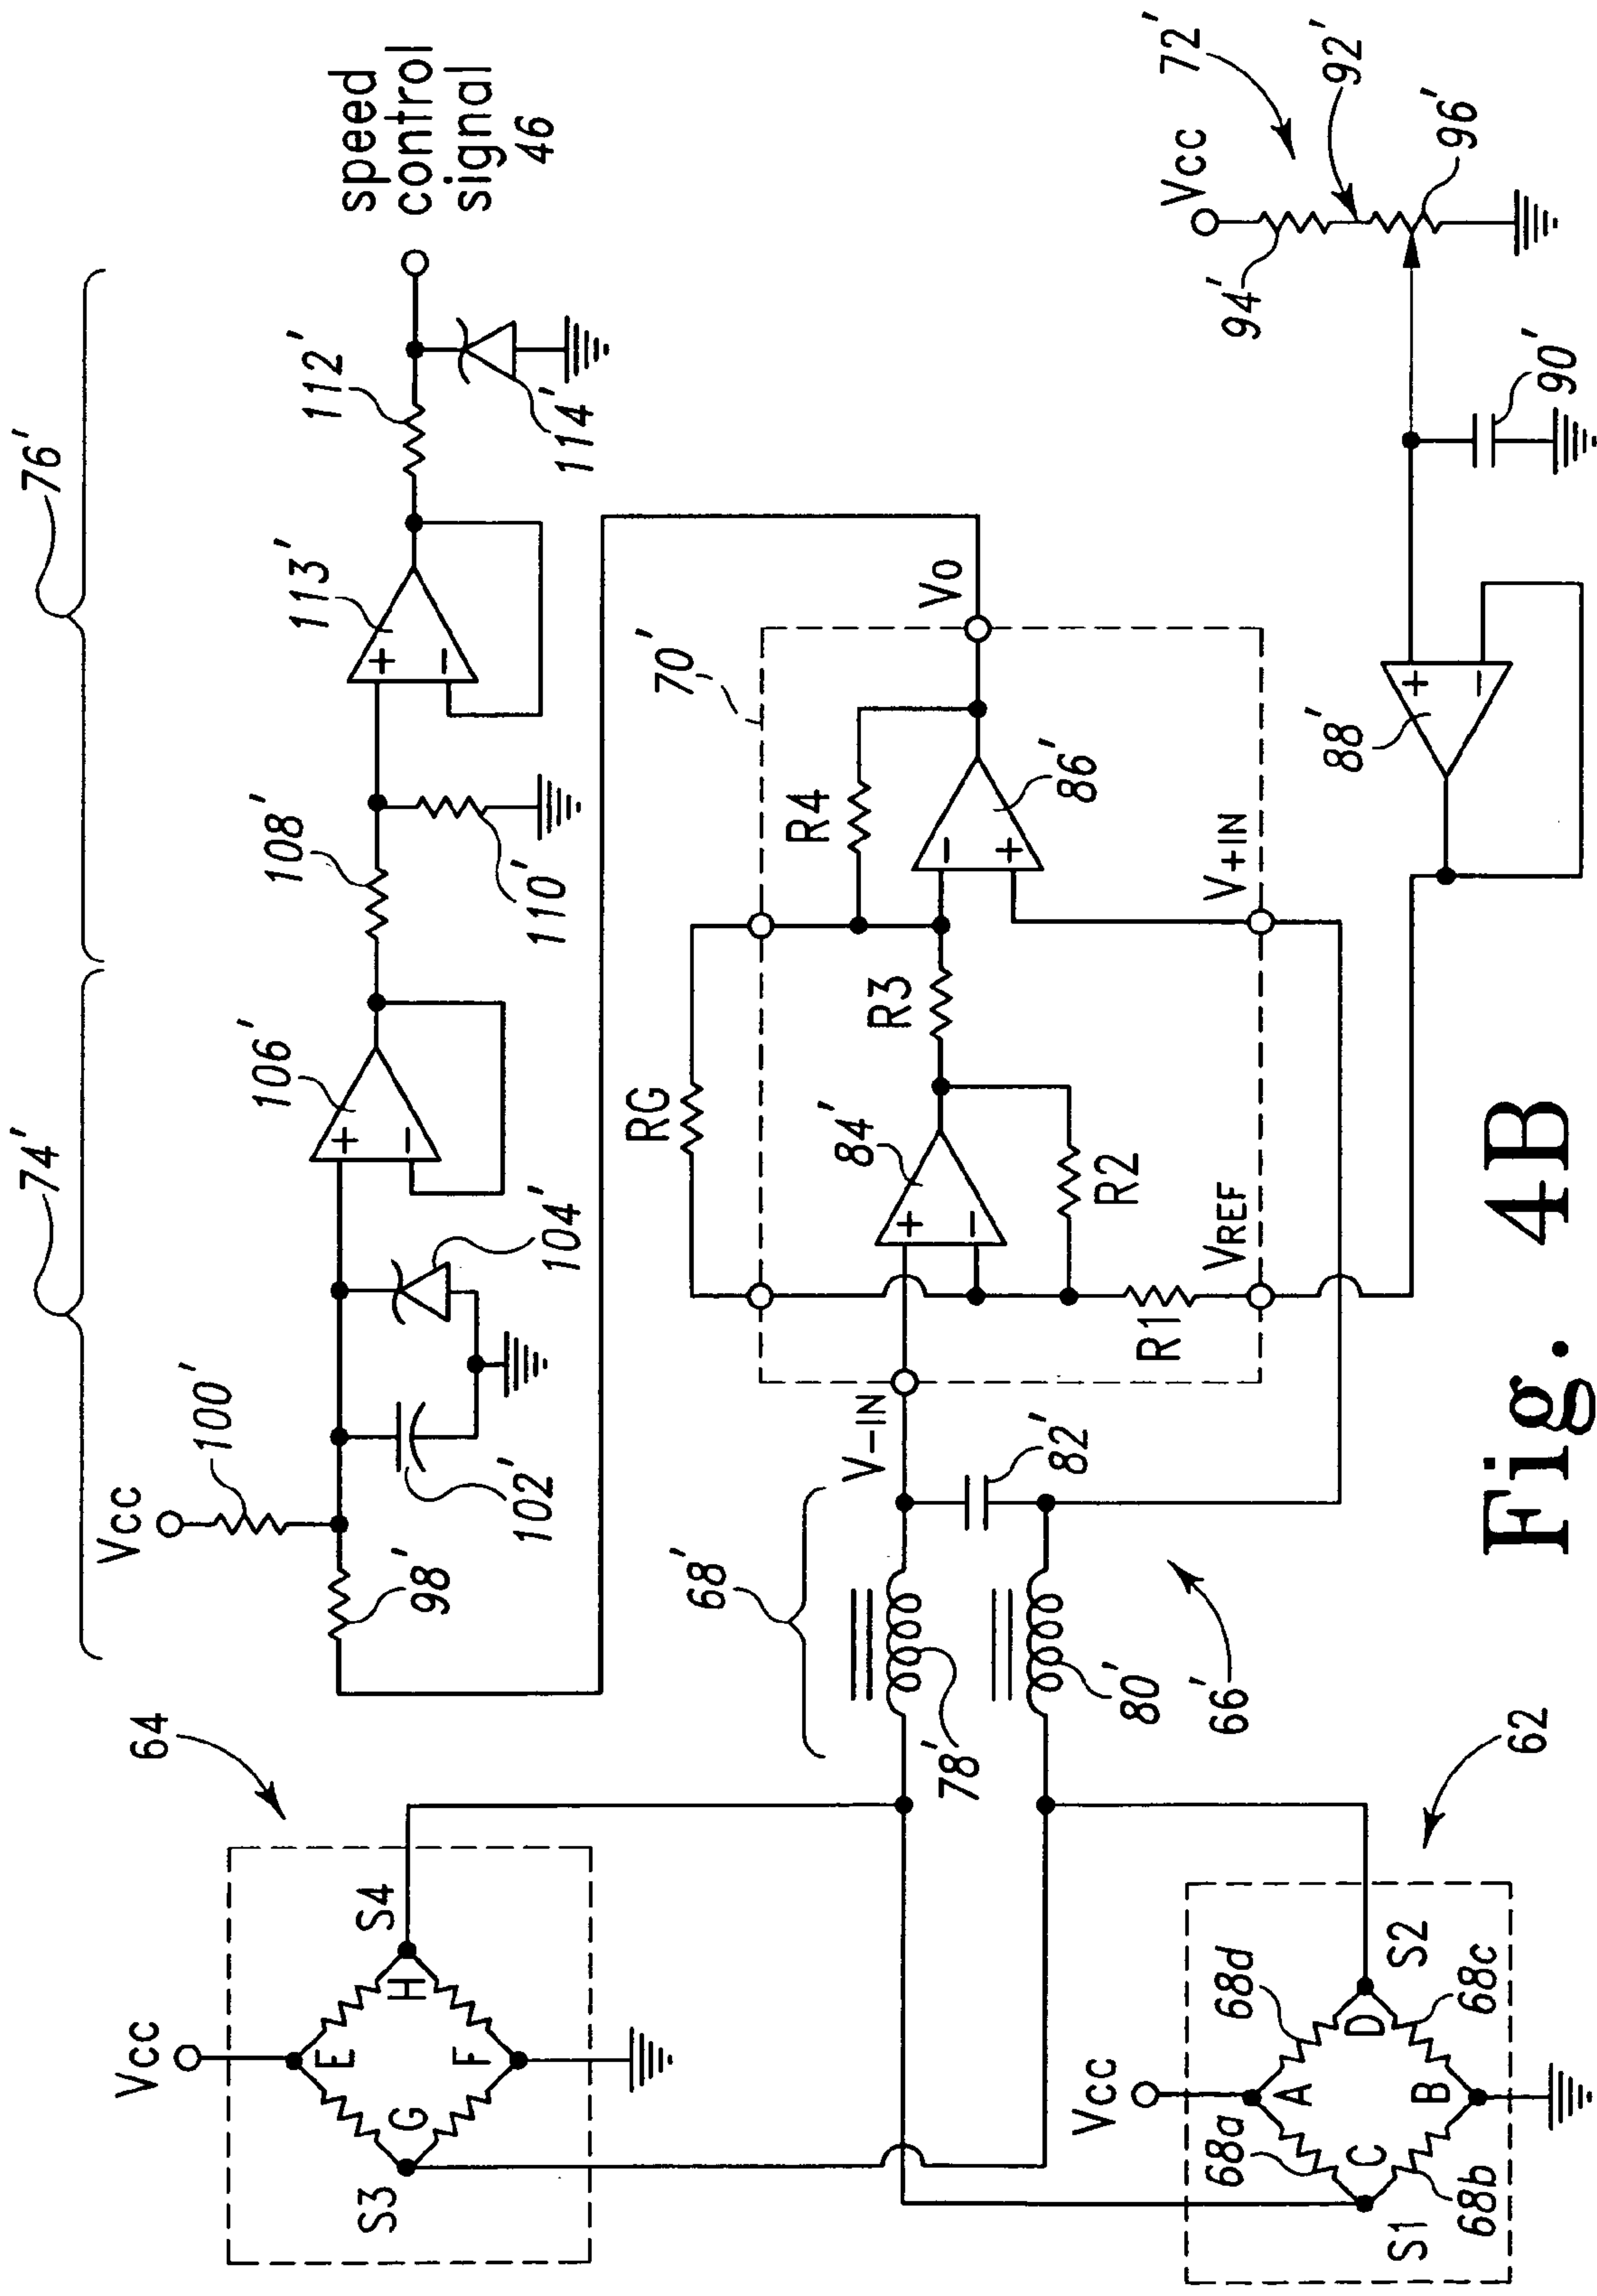 74'
76'
Vcc
100'
98'
102'
104'
106'
108'
110'
113'
112'
114'
speed
control
signal
46
+
−
+
−
64
Vcc
S3
S4
E
F
G
H
RG
70'
68'
78'
80'
82'
66'
V−IN
84'
+
−
R1
R2
R3
R4
86'
−
+
VO
VREF
V+IN
88'
+
−
90'
Vcc
72'
92'
94'
96'
62
Vcc
S1
S2
A
B
C
D
68a
68b
68c
68d
Fig. 4B